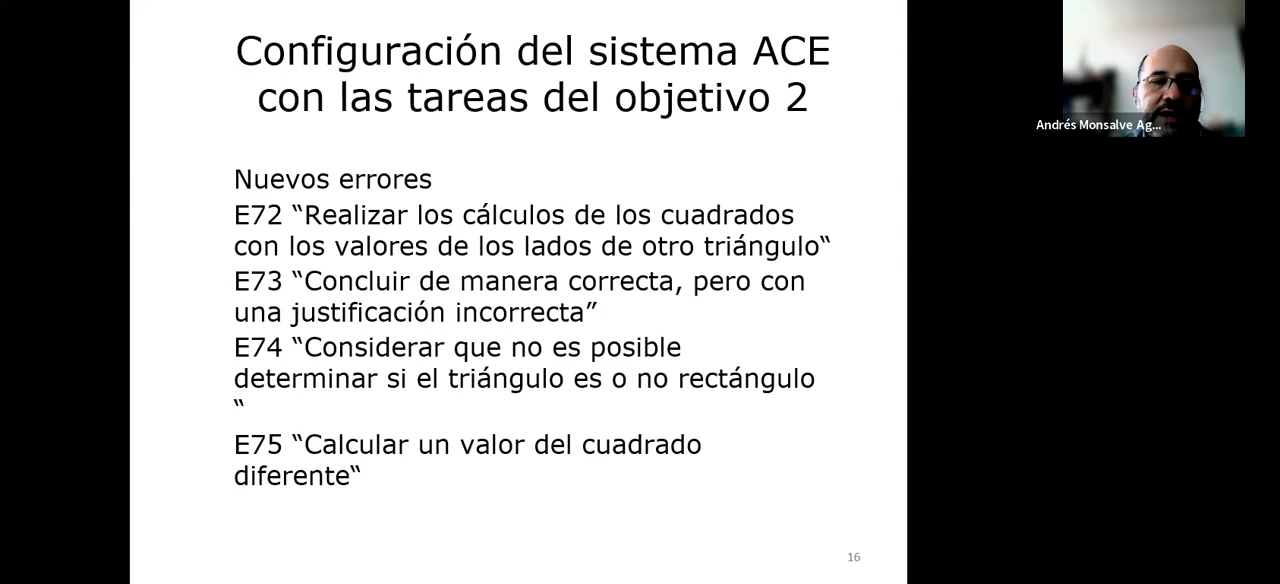 Configuración del sistema ACE
con las tareas del objetivo 2
Nuevos errores
E72 “Realizar los cálculos de los cuadrados
con los valores de los lados de otro triángulo“
E73 “Concluir de manera correcta, pero con
una justificación incorrecta”
E74 “Considerar que no es posible
determinar si el triángulo es o no rectángulo
“
E75 “Calcular un valor del cuadrado
diferente“
16
Andrés Monsalve Ag...